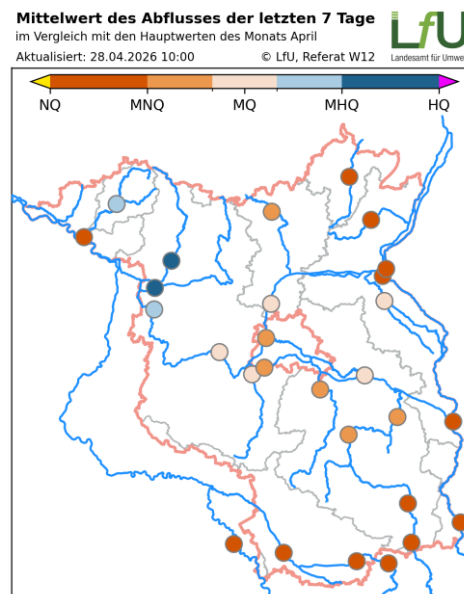 Mittelwert des Abflusses der letzten 7 Tage
im Vergleich mit den Hauptwerten des Monats April
Aktualisiert: 28.04.2026 10:00 © LfU, Referat W12
LfU
Landesamt für Umwe
NQ MNQ MQ MHQ HQ